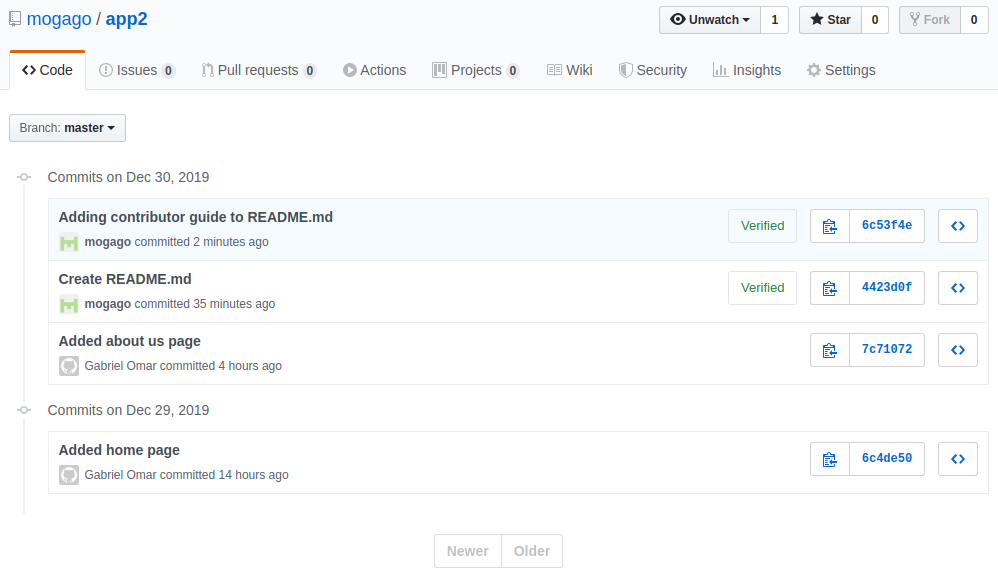 mogago / app2
Unwatch 1 Star 0 Fork 0
Code Issues 0 Pull requests 0 Actions Projects 0 Wiki Security Insights Settings
Branch: master
Commits on Dec 30, 2019
Adding contributor guide to README.md
mogago committed 2 minutes ago
Verified 6c53f4e
Create README.md
mogago committed 35 minutes ago
Verified 4423d0f
Added about us page
Gabriel Omar committed 4 hours ago
7c71072
Commits on Dec 29, 2019
Added home page
Gabriel Omar committed 14 hours ago
6c4de50
Newer Older